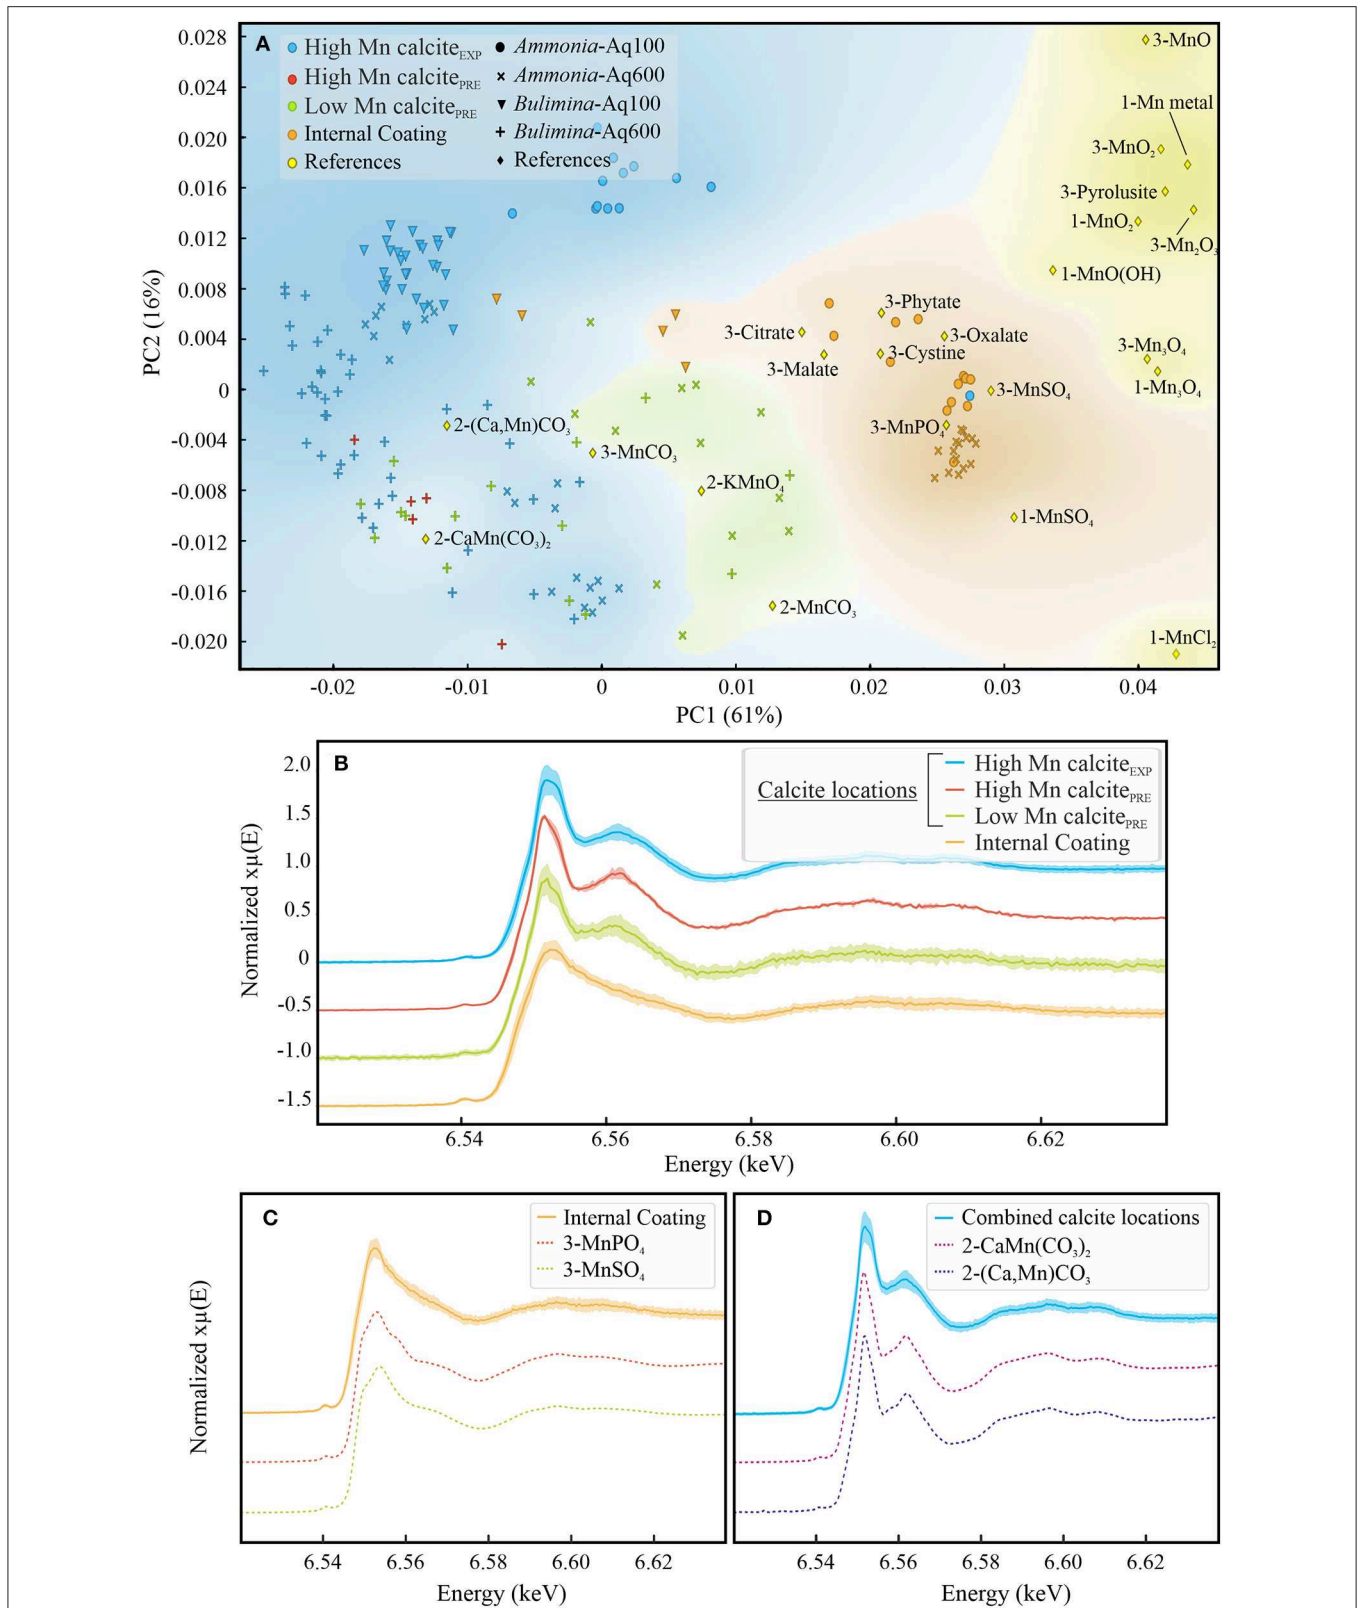 A
High Mn calciteEXP
High Mn calcitePRE
Low Mn calcitePRE
Internal Coating
References
Ammonia-Aq100
Ammonia-Aq600
Bulimina-Aq100
Bulimina-Aq600
References
0.028
0.024
0.020
0.016
0.012
0.008
0.004
0
-0.004
-0.008
-0.012
-0.016
-0.020
PC2 (16%)
3-MnO
1-Mn metal
3-MnO2
3-Pyrolusite
1-MnO2
3-Mn2O3
1-MnO(OH)
3-Phytate
3-Citrate
3-Oxalate
3-Malate
3-Cystine
3-Mn3O4
1-Mn3O4
3-MnSO4
3-MnPO4
2-(Ca,Mn)CO3
3-MnCO3
2-KMnO4
1-MnSO4
2-CaMn(CO3)2
2-MnCO3
1-MnCl2
-0.02
-0.01
0
0.01
0.02
0.03
0.04
PC1 (61%)
B
Calcite locations
High Mn calciteEXP
High Mn calcitePRE
Low Mn calcitePRE
Internal Coating
2.0
1.5
1.0
0.5
0
-0.5
-1.0
-1.5
Normalized xμ(E)
6.54
6.56
6.58
6.60
6.62
Energy (keV)
C
Internal Coating
3-MnPO4
3-MnSO4
Normalized xμ(E)
6.54
6.56
6.58
6.60
6.62
Energy (keV)
D
Combined calcite locations
2-CaMn(CO3)2
2-(Ca,Mn)CO3
6.54
6.56
6.58
6.60
6.62
Energy (keV)